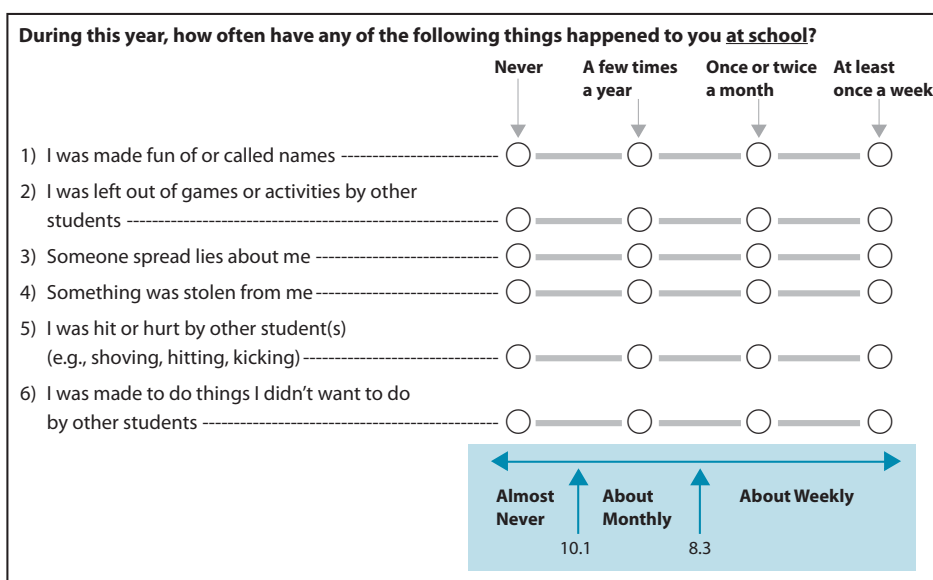 During this year, how often have any of the following things happened to you at school?
Never A few times a year Once or twice a month At least once a week
1) I was made fun of or called names
2) I was left out of games or activities by other
students
3) Someone spread lies about me
4) Something was stolen from me
5) I was hit or hurt by other student(s)
(e.g., shoving, hitting, kicking)
6) I was made to do things I didn't want to do
by other students
Almost Never About Monthly About Weekly
10.1 8.3